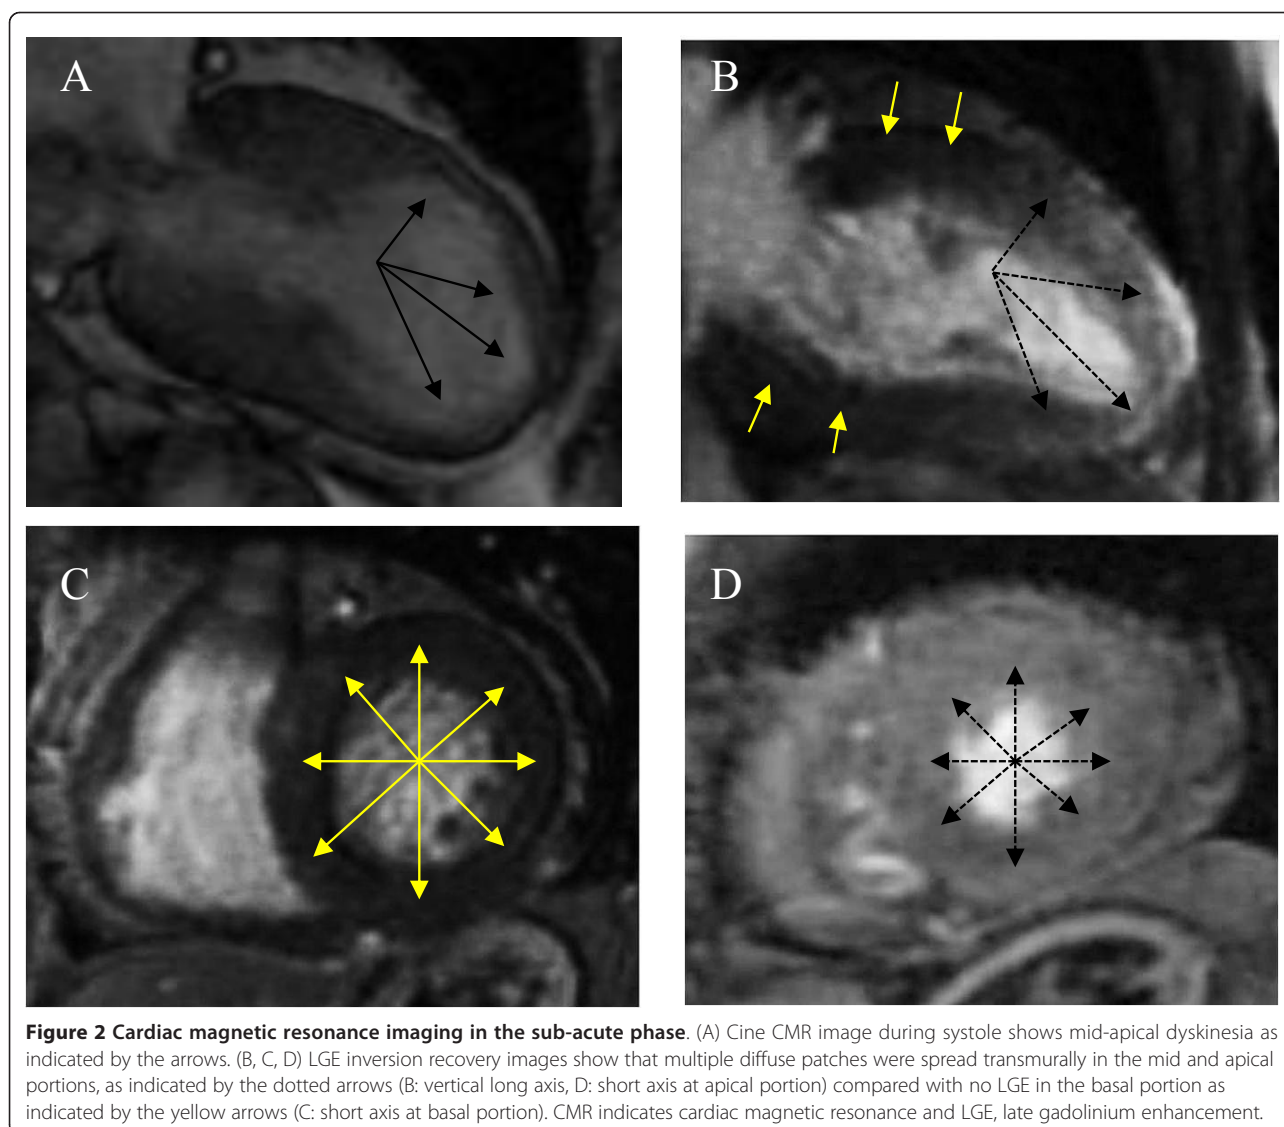 A
B
C
D
Figure 2 Cardiac magnetic resonance imaging in the sub-acute phase. (A) Cine CMR image during systole shows mid-apical dyskinesia as
indicated by the arrows. (B, C, D) LGE inversion recovery images show that multiple diffuse patches were spread transmurally in the mid and apical
portions, as indicated by the dotted arrows (B: vertical long axis, D: short axis at apical portion) compared with no LGE in the basal portion as
indicated by the yellow arrows (C: short axis at basal portion). CMR indicates cardiac magnetic resonance and LGE, late gadolinium enhancement.